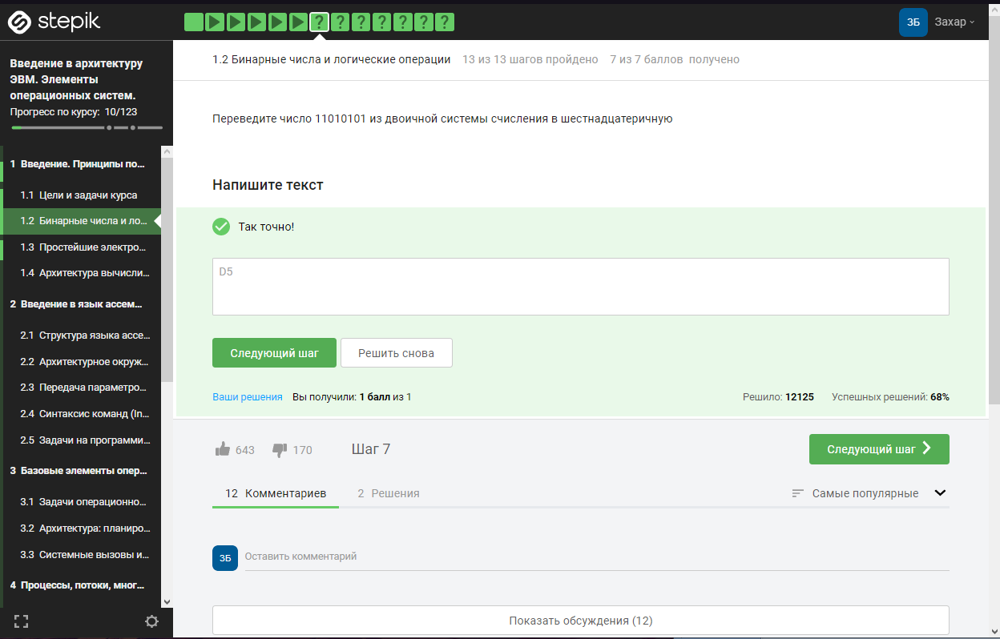 stepik
? ? ? ? ? ? ?
ЗБ Захар
Введение в архитектуру
ЭВМ. Элементы
операционных систем.
Прогресс по курсу: 10/123
1 Введение. Принципы по...
1.1 Цели и задачи курса
1.2 Бинарные числа и ло...
1.3 Простейшие электро...
1.4 Архитектура вычисли...
2 Введение в язык ассем...
2.1 Структура языка ассе...
2.2 Архитектурное окруж...
2.3 Передача параметро...
2.4 Синтаксис команд (In...
2.5 Задачи на программи...
3 Базовые элементы опер...
3.1 Задачи операционно...
3.2 Архитектура: планиро...
3.3 Системные вызовы и...
4 Процессы, потоки, мног...
1.2 Бинарные числа и логические операции 13 из 13 шагов пройдено 7 из 7 баллов получено
Переведите число 11010101 из двоичной системы счисления в шестнадцатеричную
Напишите текст
Так точно!
D5
Следующий шаг Решить снова
Ваши решения Вы получили: 1 балл из 1 Решило: 12125 Успешных решений: 68%
643 170 Шаг 7 Следующий шаг
12 Комментариев 2 Решения Самые популярные
ЗБ Оставить комментарий
Показать обсуждения (12)